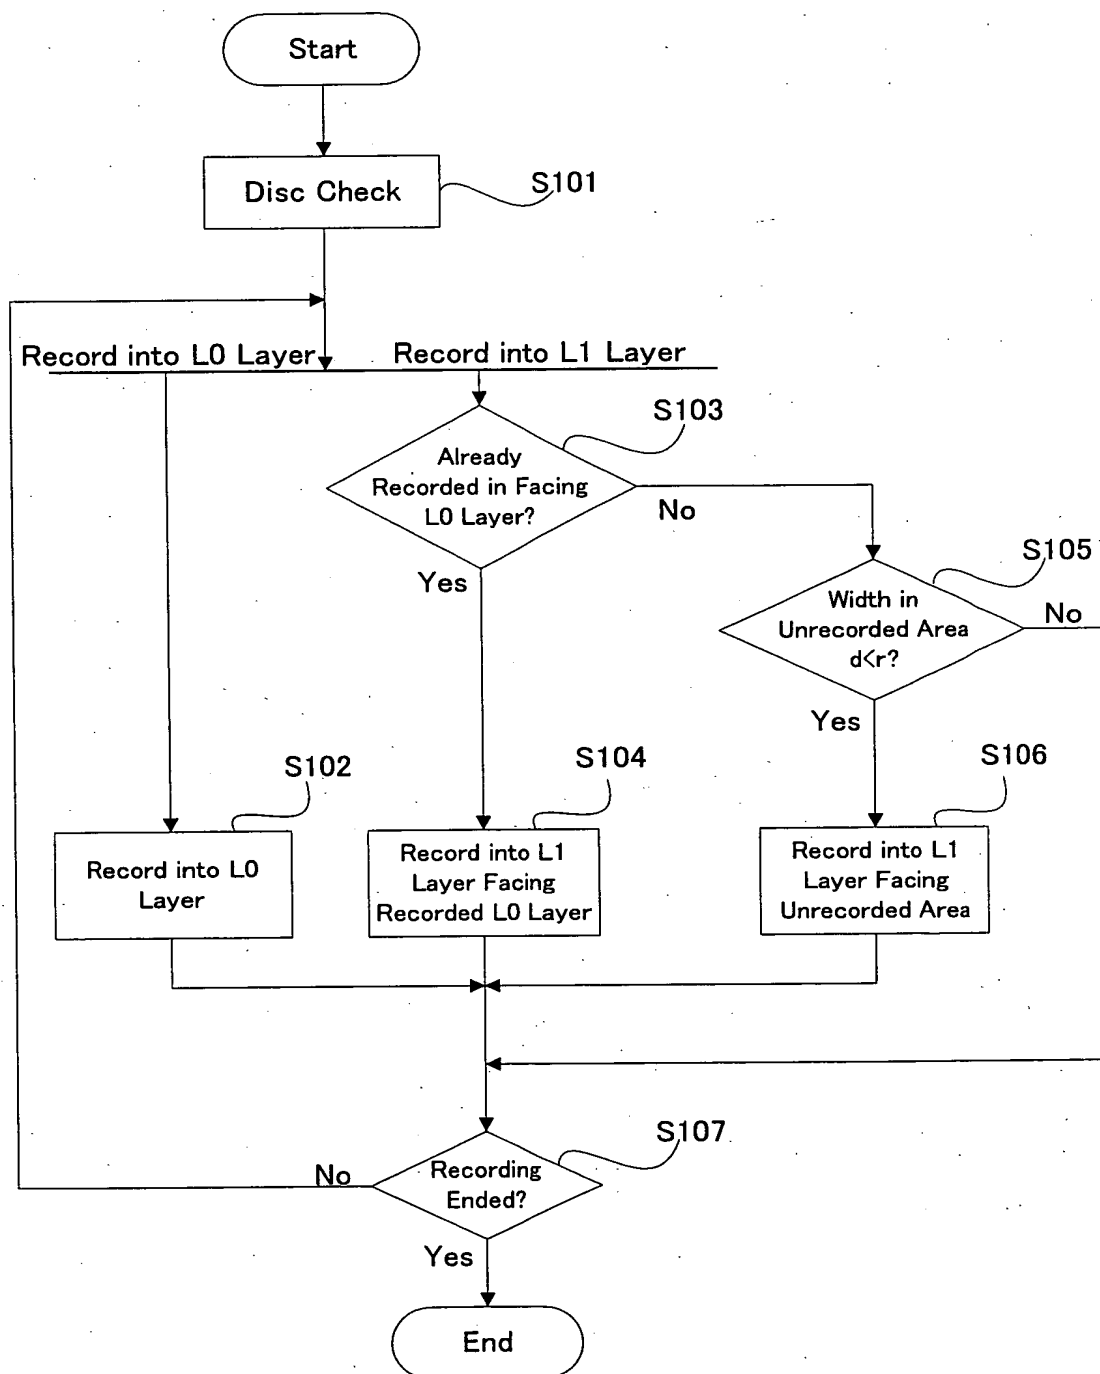 Start
Disc Check
S101
Record into L0 Layer
Record into L1 Layer
S103
Already
Recorded in Facing
L0 Layer?
No
Yes
S105
Width in
Unrecorded Area
d<r?
No
Yes
S102
Record into L0
Layer
S104
Record into L1
Layer Facing
Recorded L0 Layer
S106
Record into L1
Layer Facing
Unrecorded Area
S107
Recording
Ended?
No
Yes
End